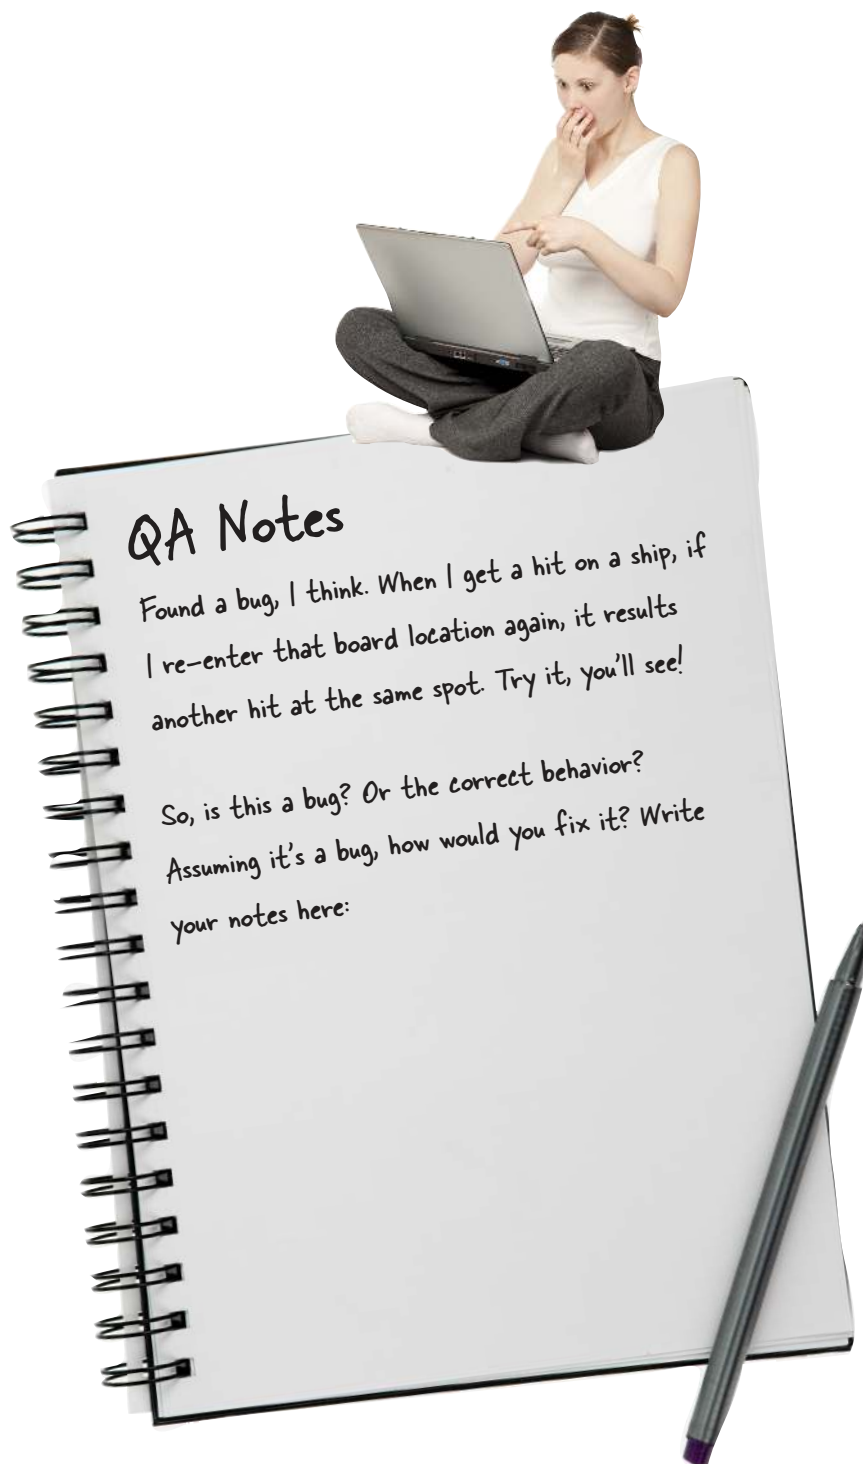 QA Notes
Found a bug, I think. When I get a hit on a ship, if
I re-enter that board location again, it results
another hit at the same spot. Try it, you'll see!
So, is this a bug? Or the correct behavior?
Assuming it's a bug, how would you fix it? Write
your notes here: